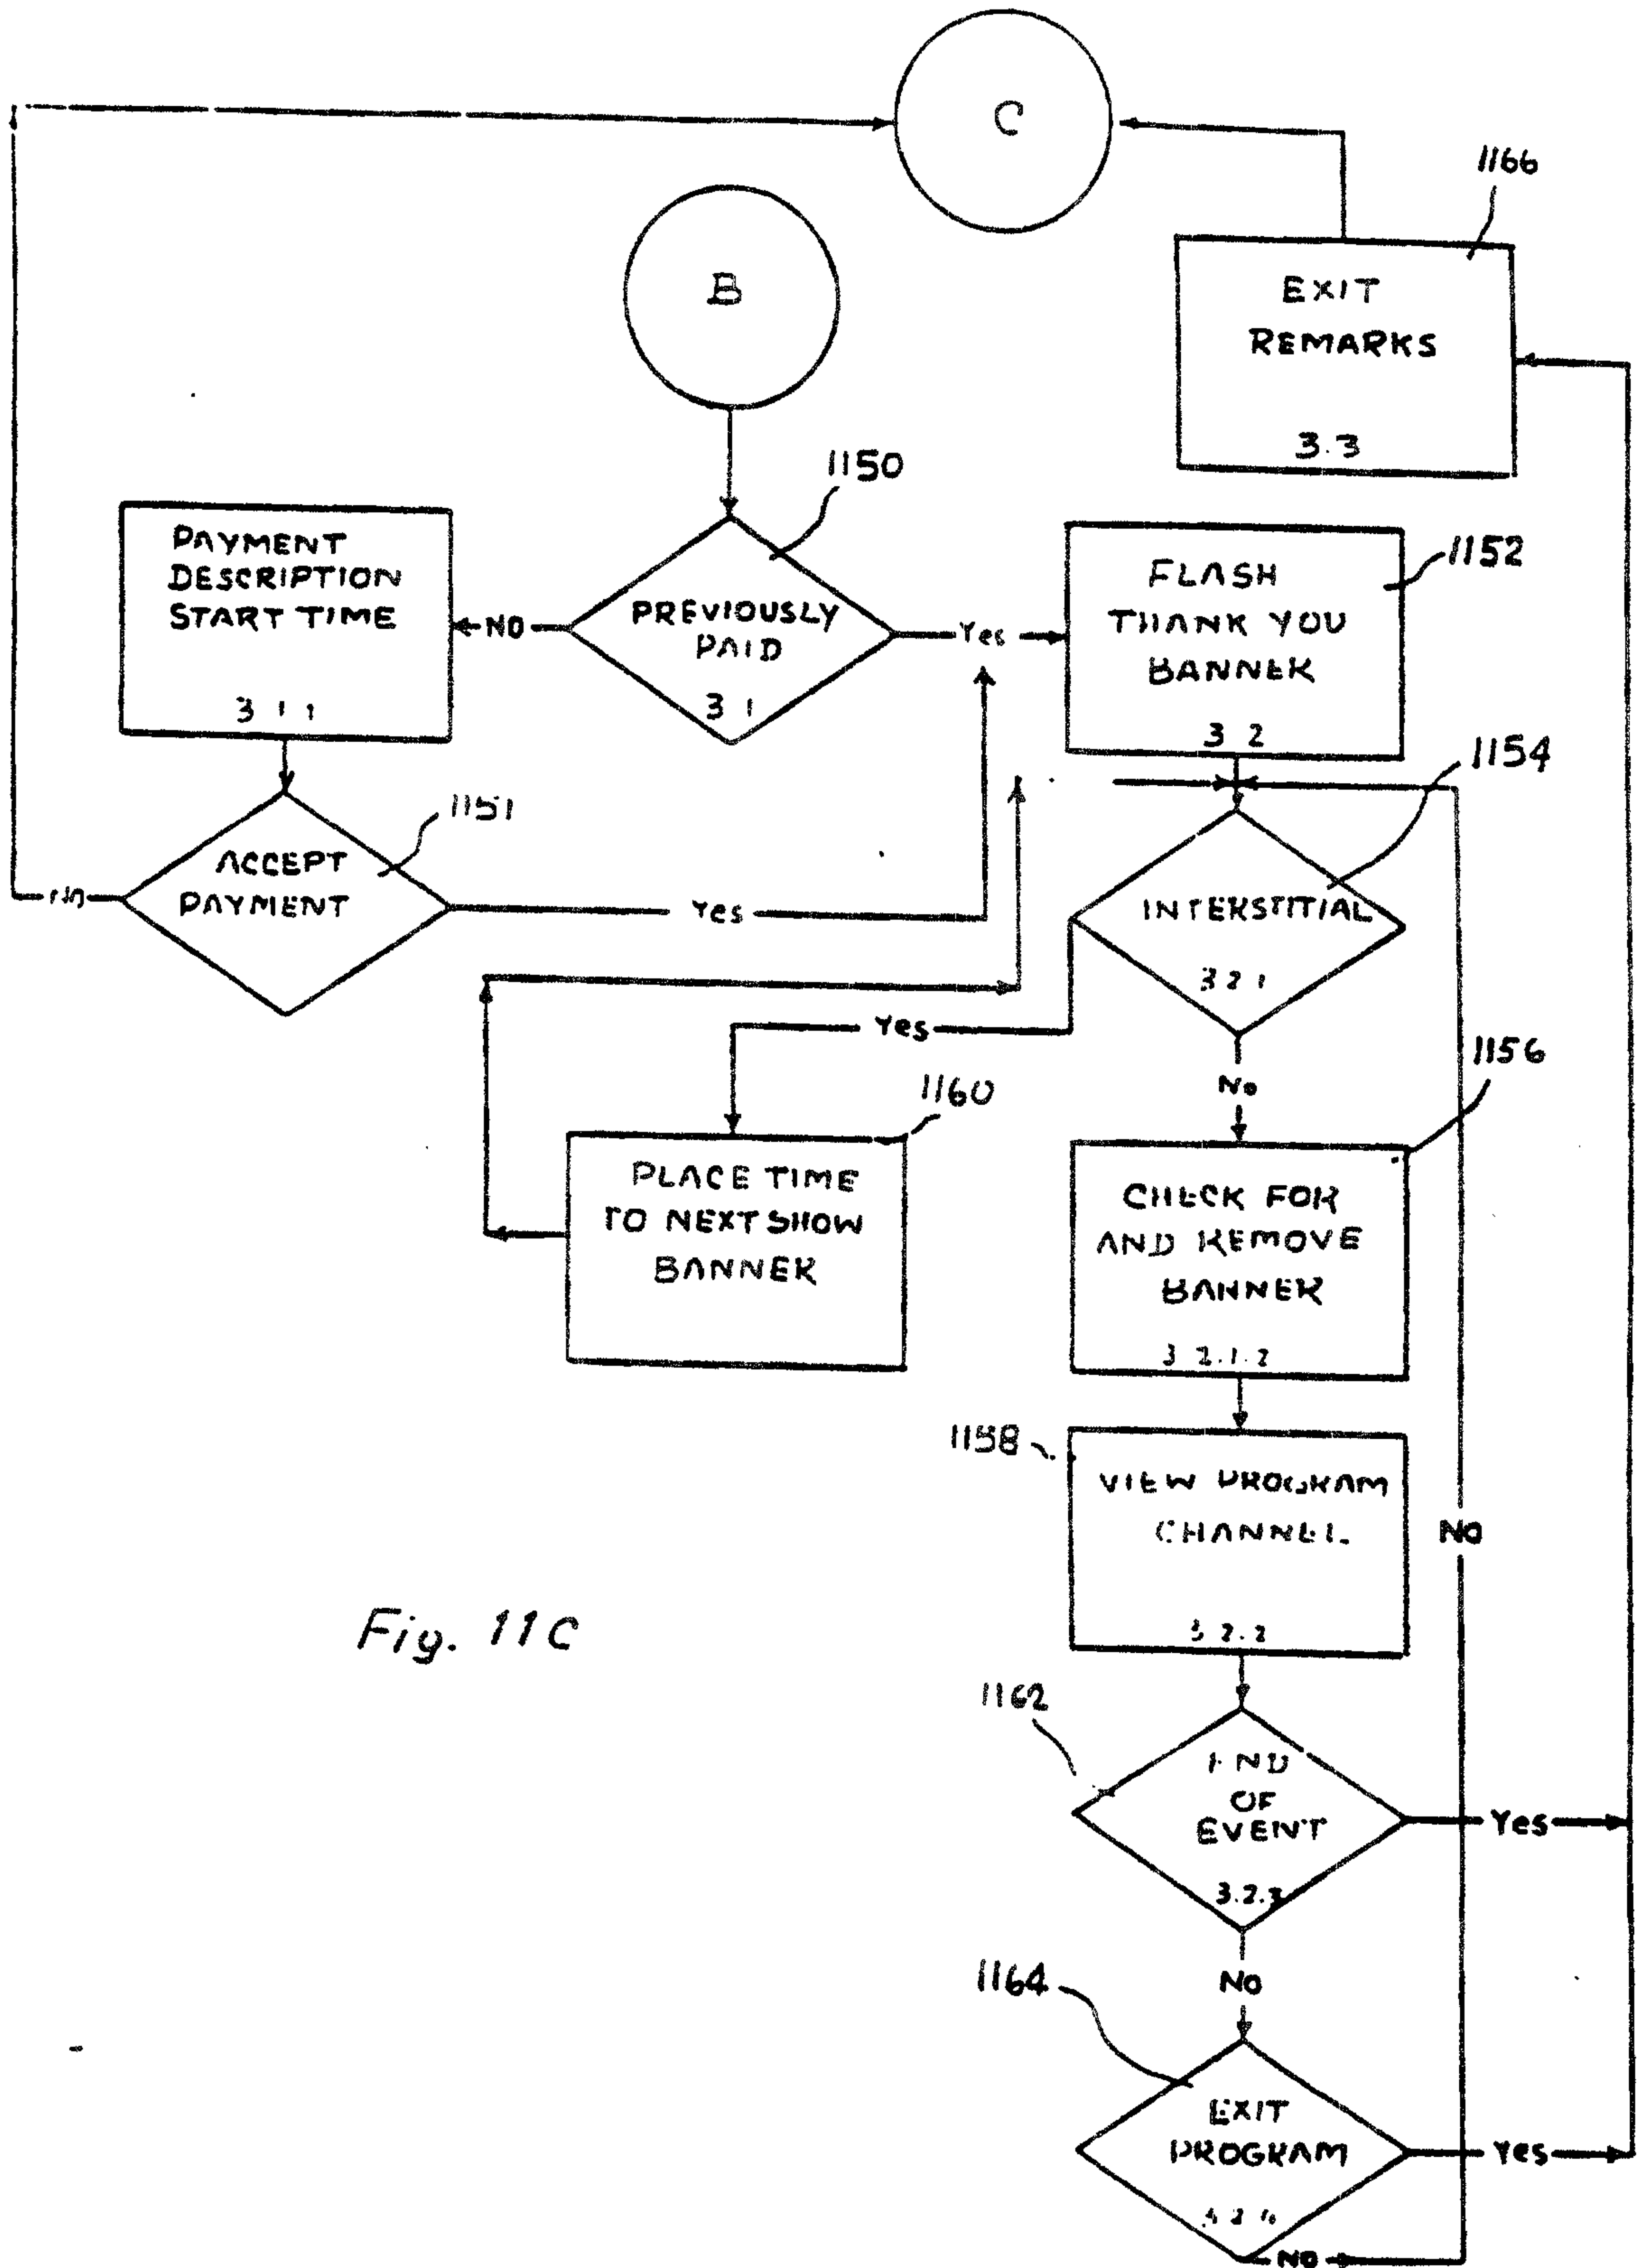 C
1166
B
EXIT
REMARKS
3.3
1150
PAYMENT
DESCRIPTION
START TIME
3 1 1
NO
PREVIOUSLY
PAID
3 1
Yes
FLASH
THANK YOU
BANNER
3 2
1152
1154
1151
ACCEPT
PAYMENT
Yes
INTERSTITIAL
3 2 1
Yes
No
1156
1160
PLACE TIME
TO NEXT SHOW
BANNER
CHECK FOR
AND REMOVE
BANNER
3 2.1.2
1158
VIEW PROGRAM
CHANNEL
3 2.2
NO
Fig. 11C
1162
END
OF
EVENT
3.2.3
Yes
No
1164
EXIT
PROGRAM
Yes
NO